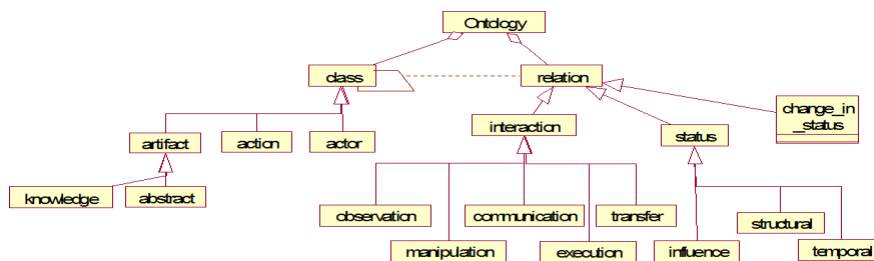 Ontology
class
relation
change_in
_status
interaction
status
artifact
action
actor
knowledge
abstract
observation
communication
transfer
structural
manipulation
execution
influence
temporal